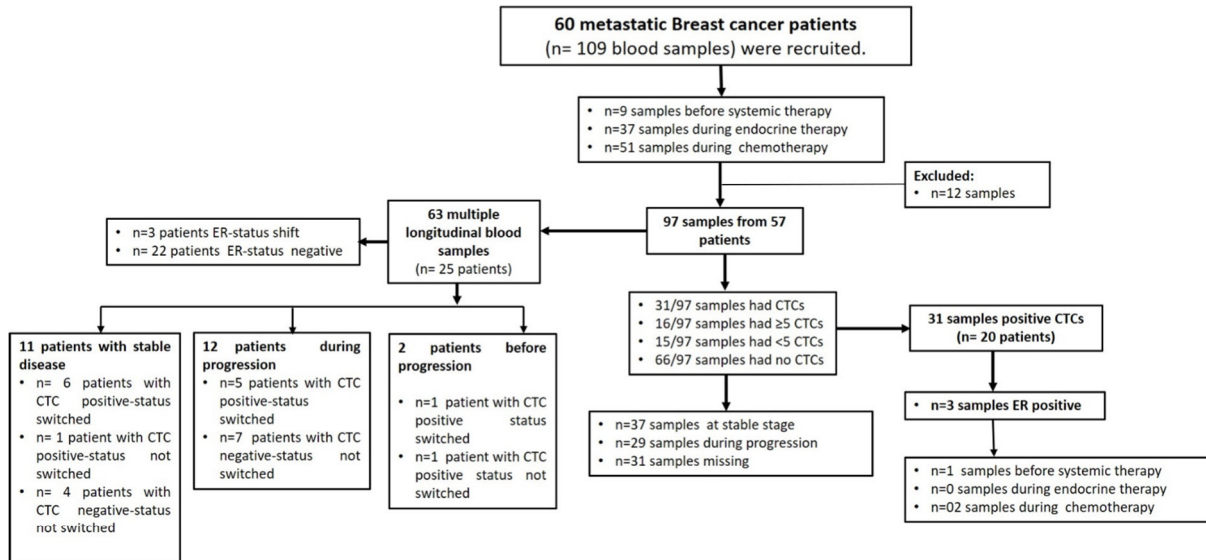 60 metastatic Breast cancer patients
(n= 109 blood samples) were recruited.
• n=9 samples before systemic therapy
• n=37 samples during endocrine therapy
• n=51 samples during chemotherapy
Excluded:
• n=12 samples
63 multiple
longitudinal blood
samples
(n= 25 patients)
97 samples from 57
patients
• n=3 patients ER-status shift
• n= 22 patients ER-status negative
11 patients with stable
disease
• n= 6 patients with
CTC positive-status
switched
• n= 1 patient with CTC
positive-status not
switched
• n= 4 patients with
CTC negative-status
not switched
12 patients during
progression
• n=5 patients with CTC
positive-status
switched
• n=7 patients with CTC
negative-status not
switched
2 patients before
progression
• n=1 patient with CTC
positive status
switched
• n=1 patient with CTC
positive status not
switched
• 31/97 samples had CTCs
• 16/97 samples had ≥5 CTCs
• 15/97 samples had <5 CTCs
• 66/97 samples had no CTCs
31 samples positive CTCs
(n= 20 patients)
• n=3 samples ER positive
• n=37 samples at stable stage
• n=29 samples during progression
• n=31 samples missing
• n=1 samples before systemic therapy
• n=0 samples during endocrine therapy
• n=02 samples during chemotherapy